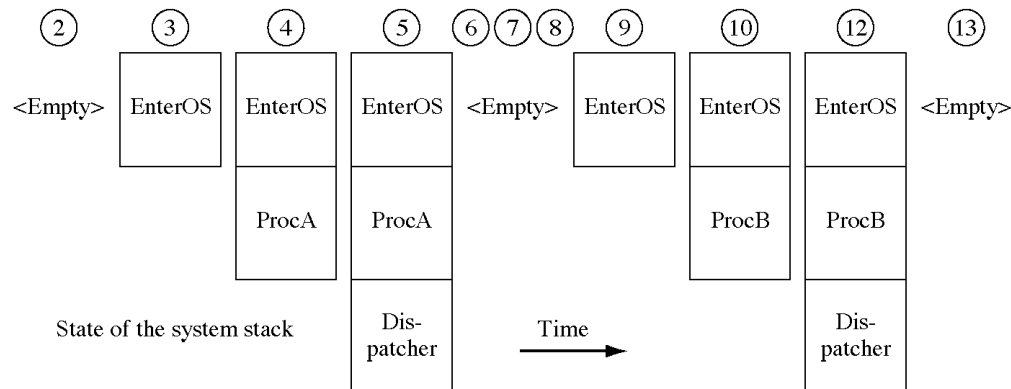 2 3 4 5 6 7 8 9 10 12 13
<Empty> EnterOS EnterOS EnterOS <Empty> EnterOS EnterOS EnterOS <Empty>
ProcA ProcA ProcB ProcB
State of the system stack
Dis-
patcher
Time
Dis-
patcher